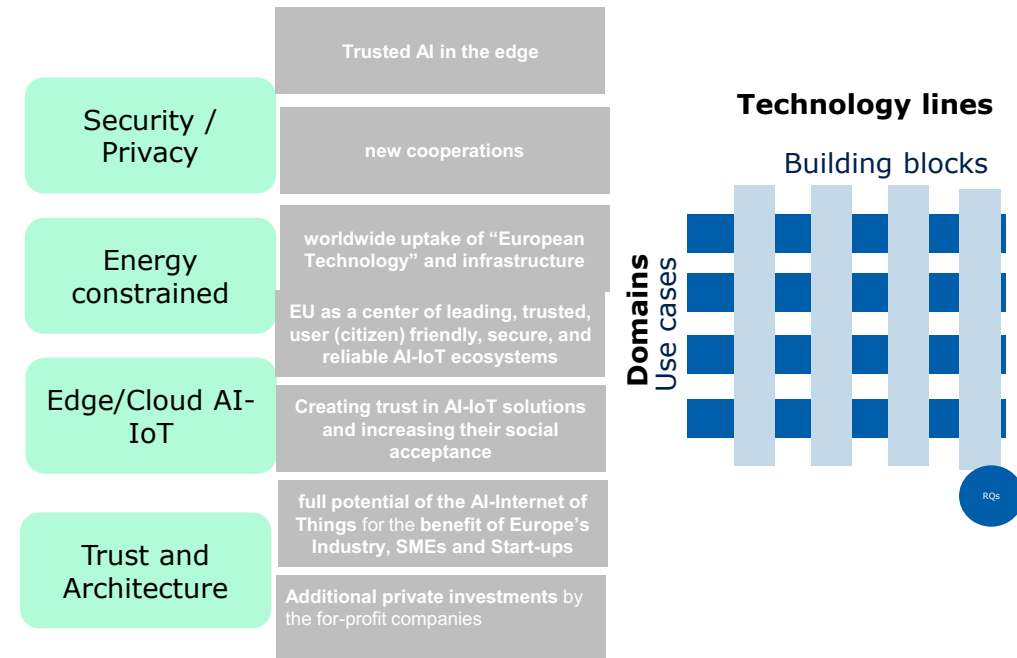 Security /
Privacy
Energy
constrained
Edge/Cloud AI-
IoT
Trust and
Architecture
Trusted AI in the edge
new cooperations
worldwide uptake of “European
Technology” and infrastructure
EU as a center of leading, trusted,
user (citizen) friendly, secure, and
reliable AI-IoT ecosystems
Creating trust in AI-IoT solutions
and increasing their social
acceptance
full potential of the AI-Internet of
Things for the benefit of Europe’s
Industry, SMEs and Start-ups
Additional private investments by
the for-profit companies
Technology lines
Building blocks
Domains
Use cases
RQs